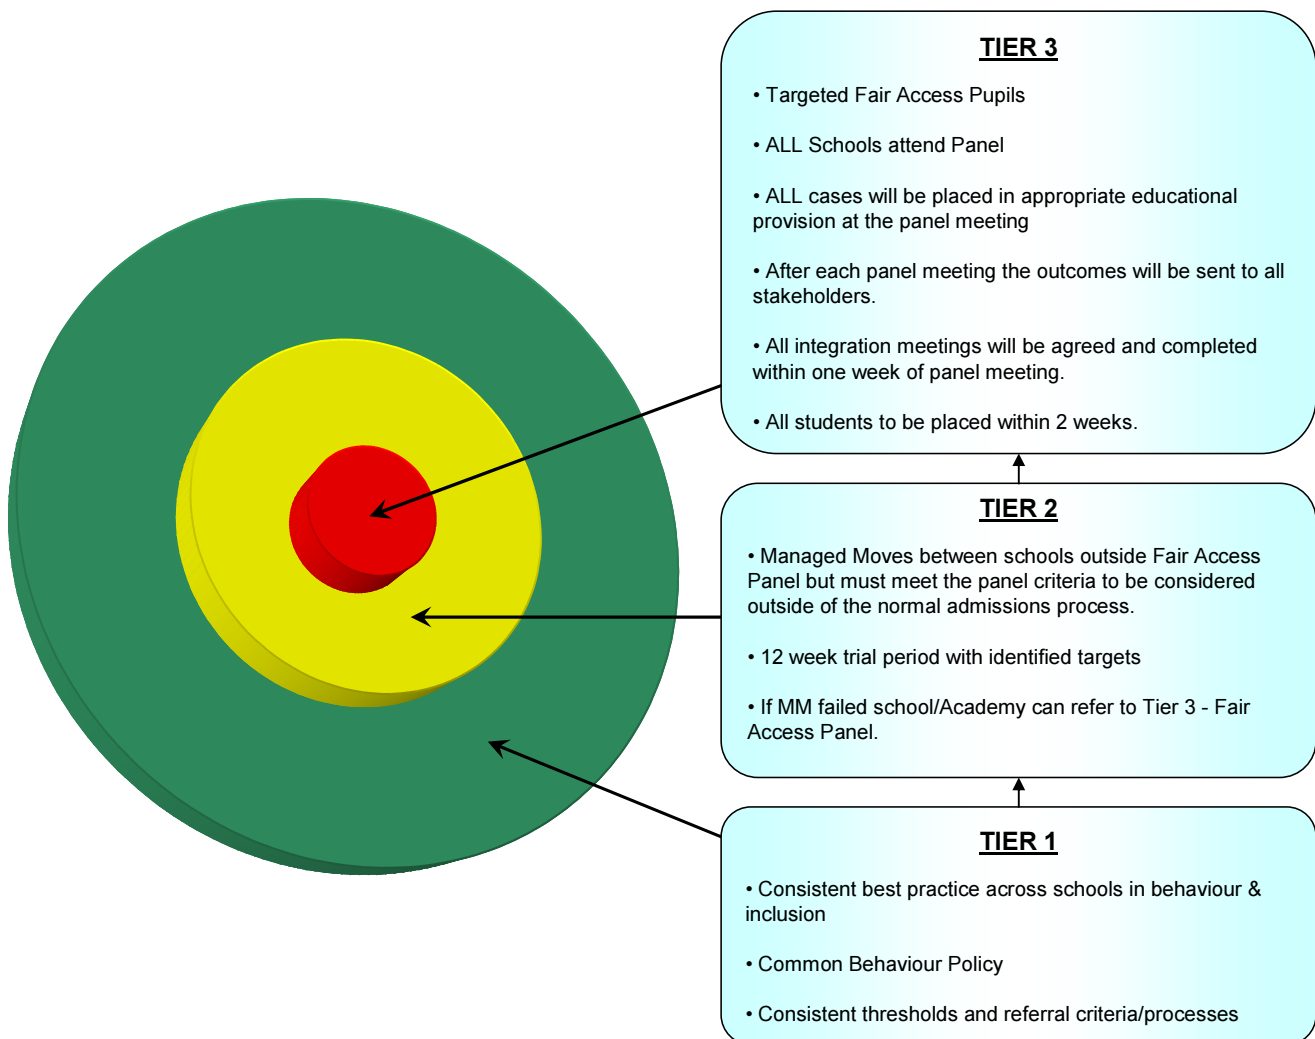 TIER 3
• Targeted Fair Access Pupils
• ALL Schools attend Panel
• ALL cases will be placed in appropriate educational
provision at the panel meeting
• After each panel meeting the outcomes will be sent to all
stakeholders.
• All integration meetings will be agreed and completed
within one week of panel meeting.
• All students to be placed within 2 weeks.
TIER 2
• Managed Moves between schools outside Fair Access
Panel but must meet the panel criteria to be considered
outside of the normal admissions process.
• 12 week trial period with identified targets
• If MM failed school/Academy can refer to Tier 3 - Fair
Access Panel.
TIER 1
• Consistent best practice across schools in behaviour &
inclusion
• Common Behaviour Policy
• Consistent thresholds and referral criteria/processes